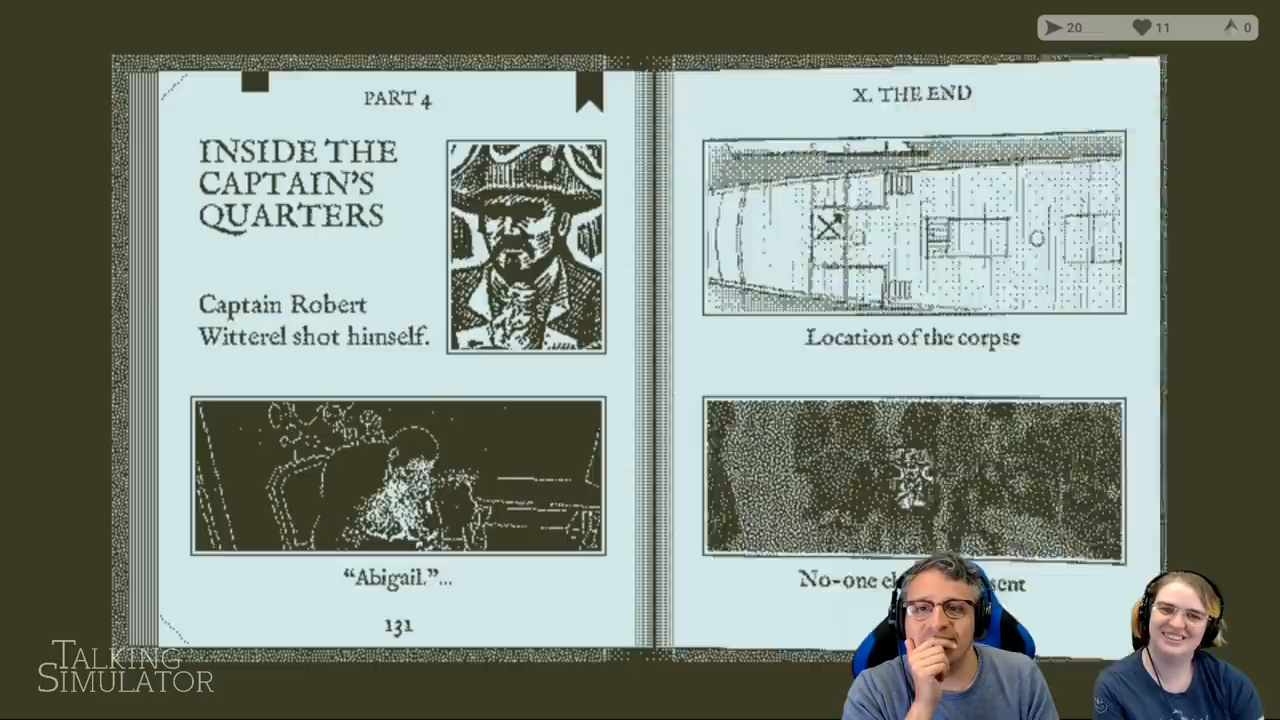 20
11
0
PART 4
INSIDE THE
CAPTAIN'S
QUARTERS
Captain Robert
Witterel shot himself.
"Abigail."...
131
X. THE END
Location of the corpse
No-one
TALKING
SIMULATOR